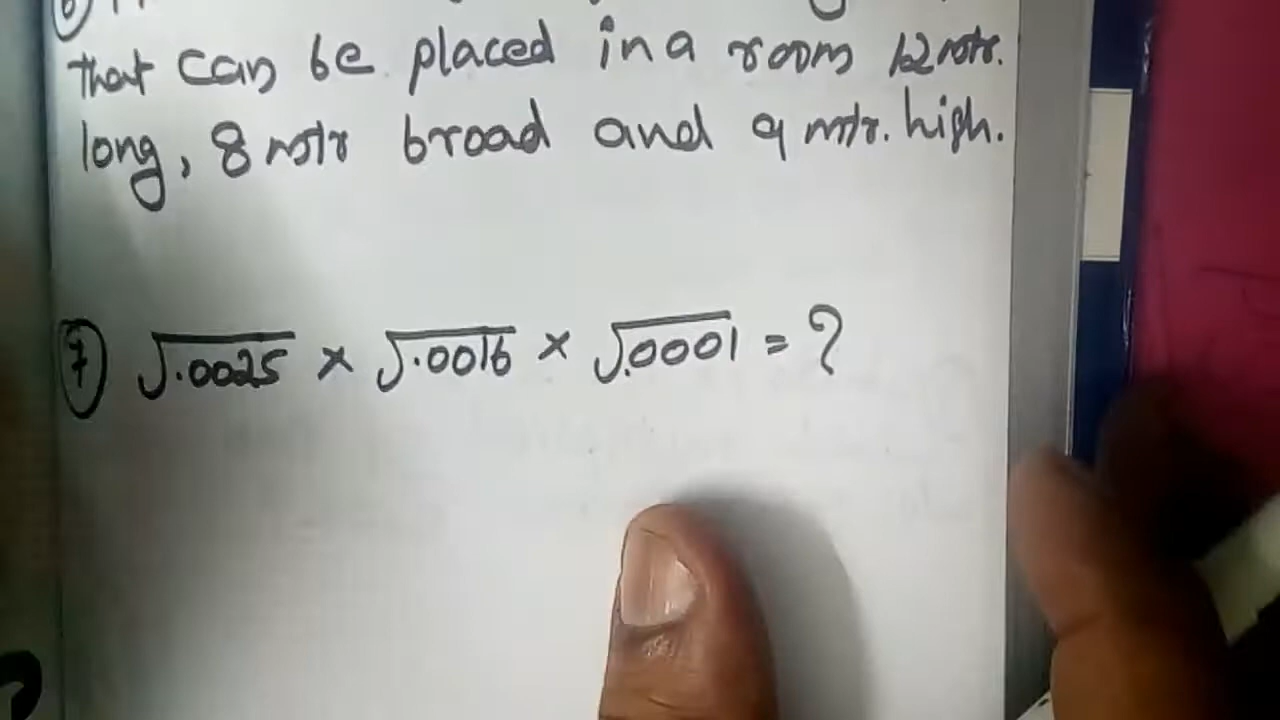 that can be placed in a room 12 mtr.
long, 8 mtr broad and 9 mtr. high.
7 √.0025 × √.0016 × √.0001 = ?